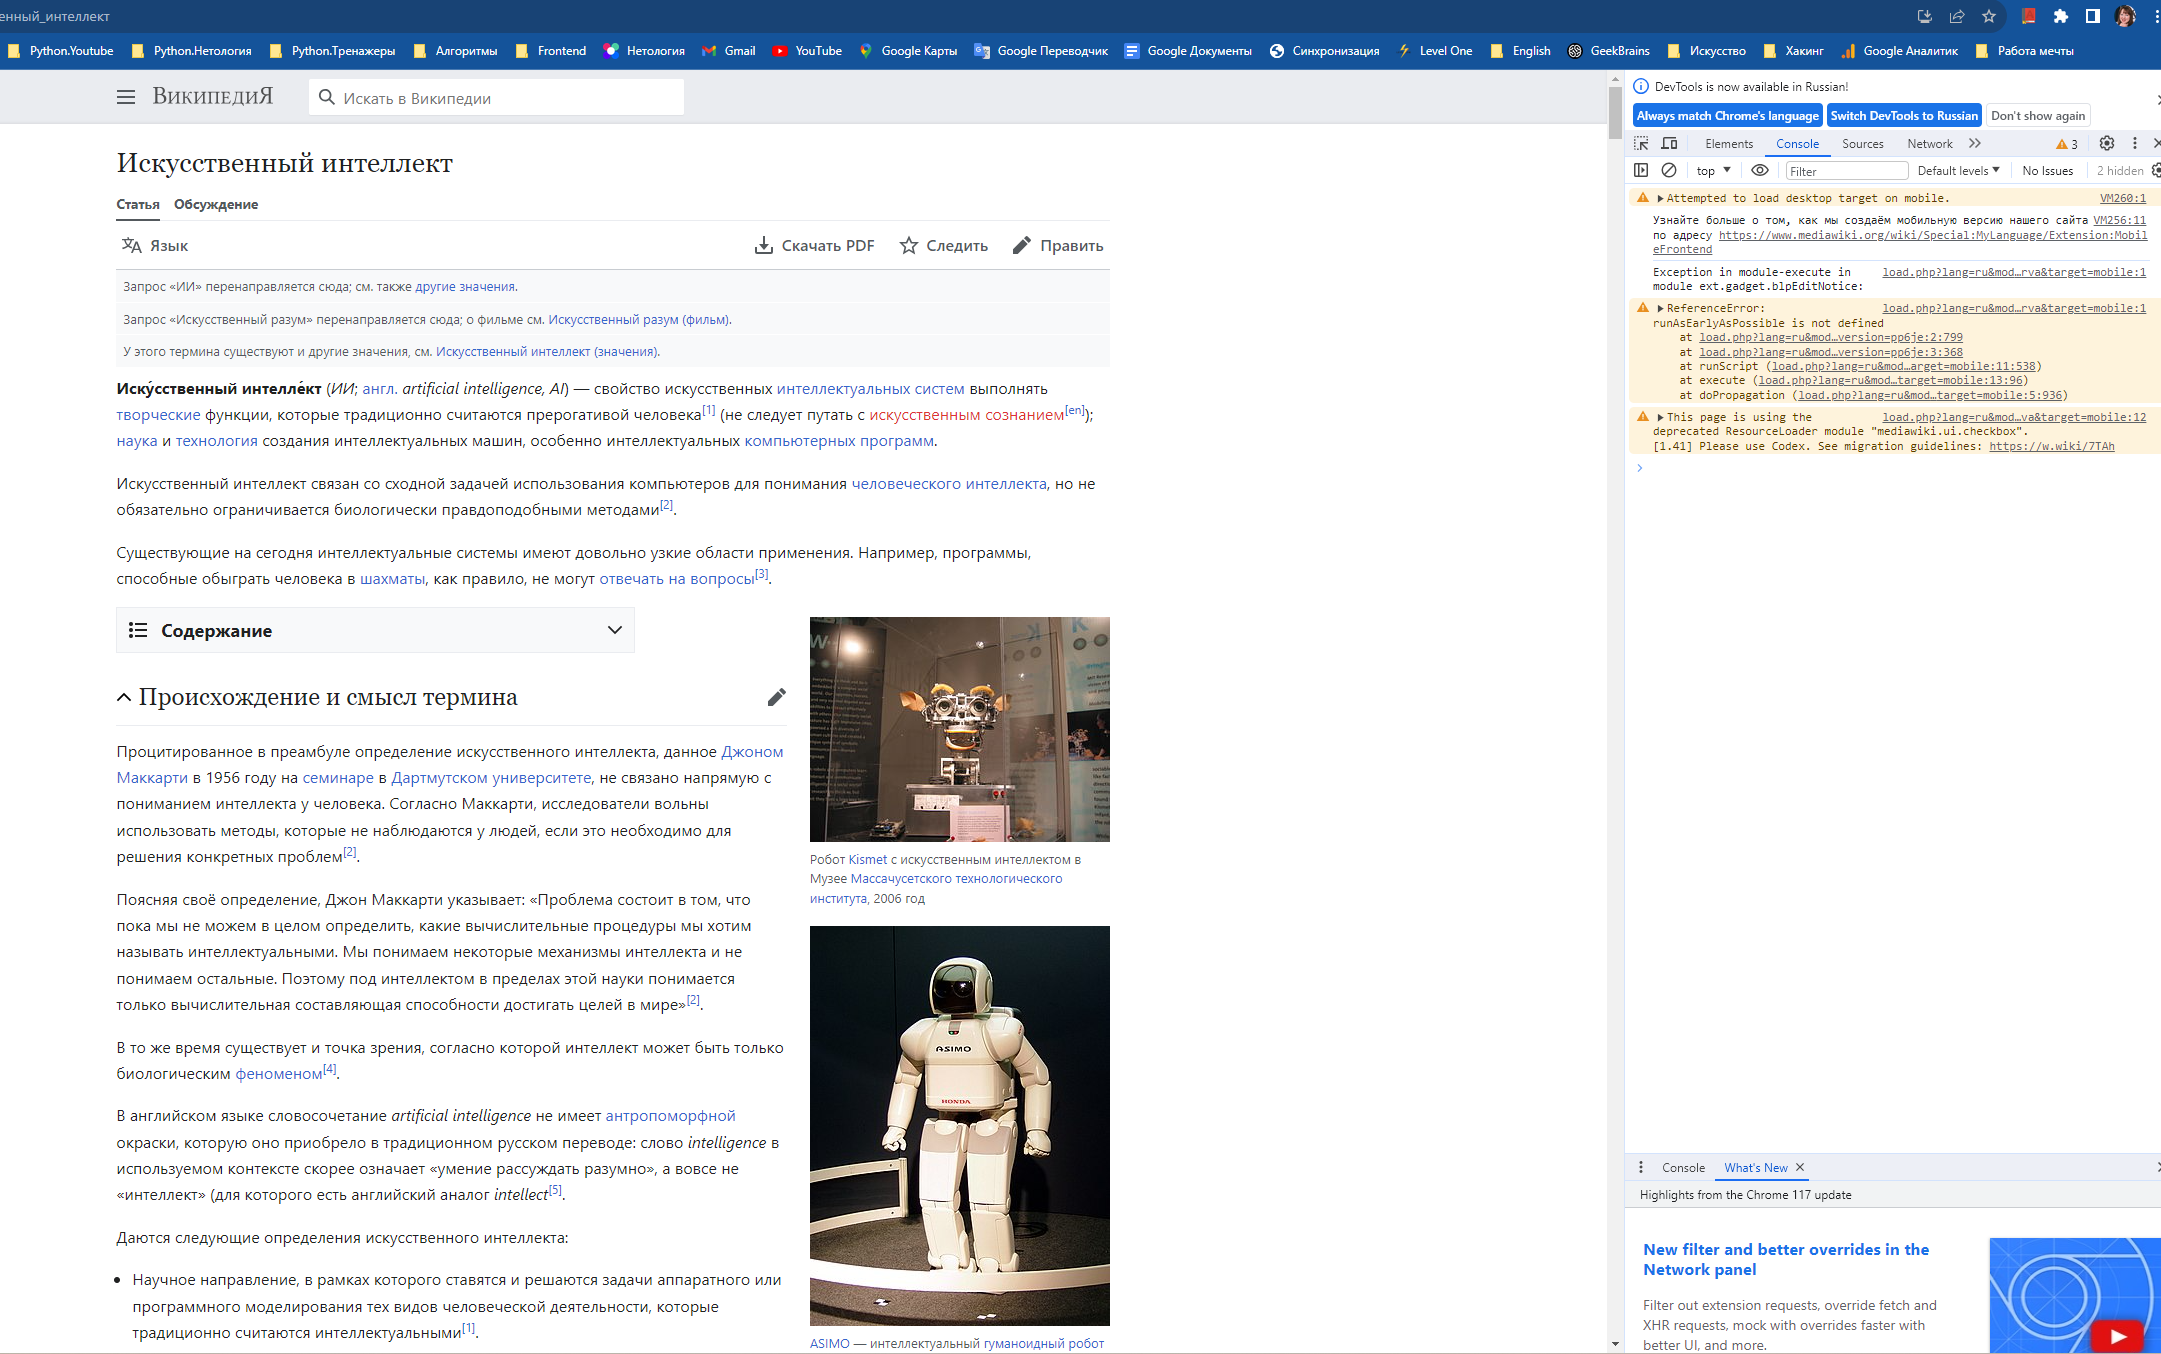 енный_интеллект
Python.Youtube Python.Нетология Python.Тренажеры Алгоритмы Frontend Нетология Gmail YouTube Google Карты Google Переводчик Google Документы Синхронизация Level One English GeekBrains Искусство Хакинг Google Аналитик Работа мечты
ВикипедиЯ
Искать в Википедии
Искусственный интеллект
Статья Обсуждение
Язык Скачать PDF Следить Править
Запрос «ИИ» перенаправляется сюда; см. также другие значения.
Запрос «Искусственный разум» перенаправляется сюда; о фильме см. Искусственный разум (фильм).
У этого термина существуют и другие значения, см. Искусственный интеллект (значения).
Иску́сственный интелле́кт (ИИ; англ. artificial intelligence, AI) — свойство искусственных интеллектуальных систем выполнять
творческие функции, которые традиционно считаются прерогативой человека[1] (не следует путать с искусственным сознанием[en]);
наука и технология создания интеллектуальных машин, особенно интеллектуальных компьютерных программ.
Искусственный интеллект связан со сходной задачей использования компьютеров для понимания человеческого интеллекта, но не
обязательно ограничивается биологически правдоподобными методами[2].
Существующие на сегодня интеллектуальные системы имеют довольно узкие области применения. Например, программы,
способные обыграть человека в шахматы, как правило, не могут отвечать на вопросы[3].
Содержание
Происхождение и смысл термина
Процитированное в преамбуле определение искусственного интеллекта, данное Джоном
Маккарти в 1956 году на семинаре в Дартмутском университете, не связано напрямую с
пониманием интеллекта у человека. Согласно Маккарти, исследователи вольны
использовать методы, которые не наблюдаются у людей, если это необходимо для
решения конкретных проблем[2].
Поясняя своё определение, Джон Маккарти указывает: «Проблема состоит в том, что
пока мы не можем в целом определить, какие вычислительные процедуры мы хотим
называть интеллектуальными. Мы понимаем некоторые механизмы интеллекта и не
понимаем остальные. Поэтому под интеллектом в пределах этой науки понимается
только вычислительная составляющая способности достигать целей в мире»[2].
В то же время существует и точка зрения, согласно которой интеллект может быть только
биологическим феноменом[4].
В английском языке словосочетание artificial intelligence не имеет антропоморфной
окраски, которую оно приобрело в традиционном русском переводе: слово intelligence в
используемом контексте скорее означает «умение рассуждать разумно», а вовсе не
«интеллект» (для которого есть английский аналог intellect[5].
Даются следующие определения искусственного интеллекта:
Научное направление, в рамках которого ставятся и решаются задачи аппаратного или
программного моделирования тех видов человеческой деятельности, которые
традиционно считаются интеллектуальными[1].
Робот Kismet с искусственным интеллектом в
Музее Массачусетского технологического
института, 2006 год
ASIMO
HONDA
ASIMO — интеллектуальный гуманоидный робот
DevTools is now available in Russian!
Always match Chrome's language Switch DevTools to Russian Don't show again
Elements Console Sources Network 3
top Filter Default levels No Issues 2 hidden
Attempted to load desktop target on mobile. VM260:1
Узнайте больше о том, как мы создаём мобильную версию нашего сайта VM256:11
по адресу https://www.mediawiki.org/wiki/Special:MyLanguage/Extension:Mobil
eFrontend
Exception in module-execute in load.php?lang=ru&mod…rva&target=mobile:1
module ext.gadget.blpEditNotice:
ReferenceError: load.php?lang=ru&mod…rva&target=mobile:1
runAsEarlyAsPossible is not defined
at load.php?lang=ru&mod…version=pp6je:2:799
at load.php?lang=ru&mod…version=pp6je:3:368
at runScript (load.php?lang=ru&mod…arget=mobile:11:538)
at execute (load.php?lang=ru&mod…target=mobile:13:96)
at doPropagation (load.php?lang=ru&mod…target=mobile:5:936)
This page is using the load.php?lang=ru&mod…va&target=mobile:12
deprecated ResourceLoader module "mediawiki.ui.checkbox".
[1.41] Please use Codex. See migration guidelines: https://w.wiki/7TAh
Console What's New
Highlights from the Chrome 117 update
New filter and better overrides in the
Network panel
Filter out extension requests, override fetch and
XHR requests, mock with overrides faster with
better UI, and more.